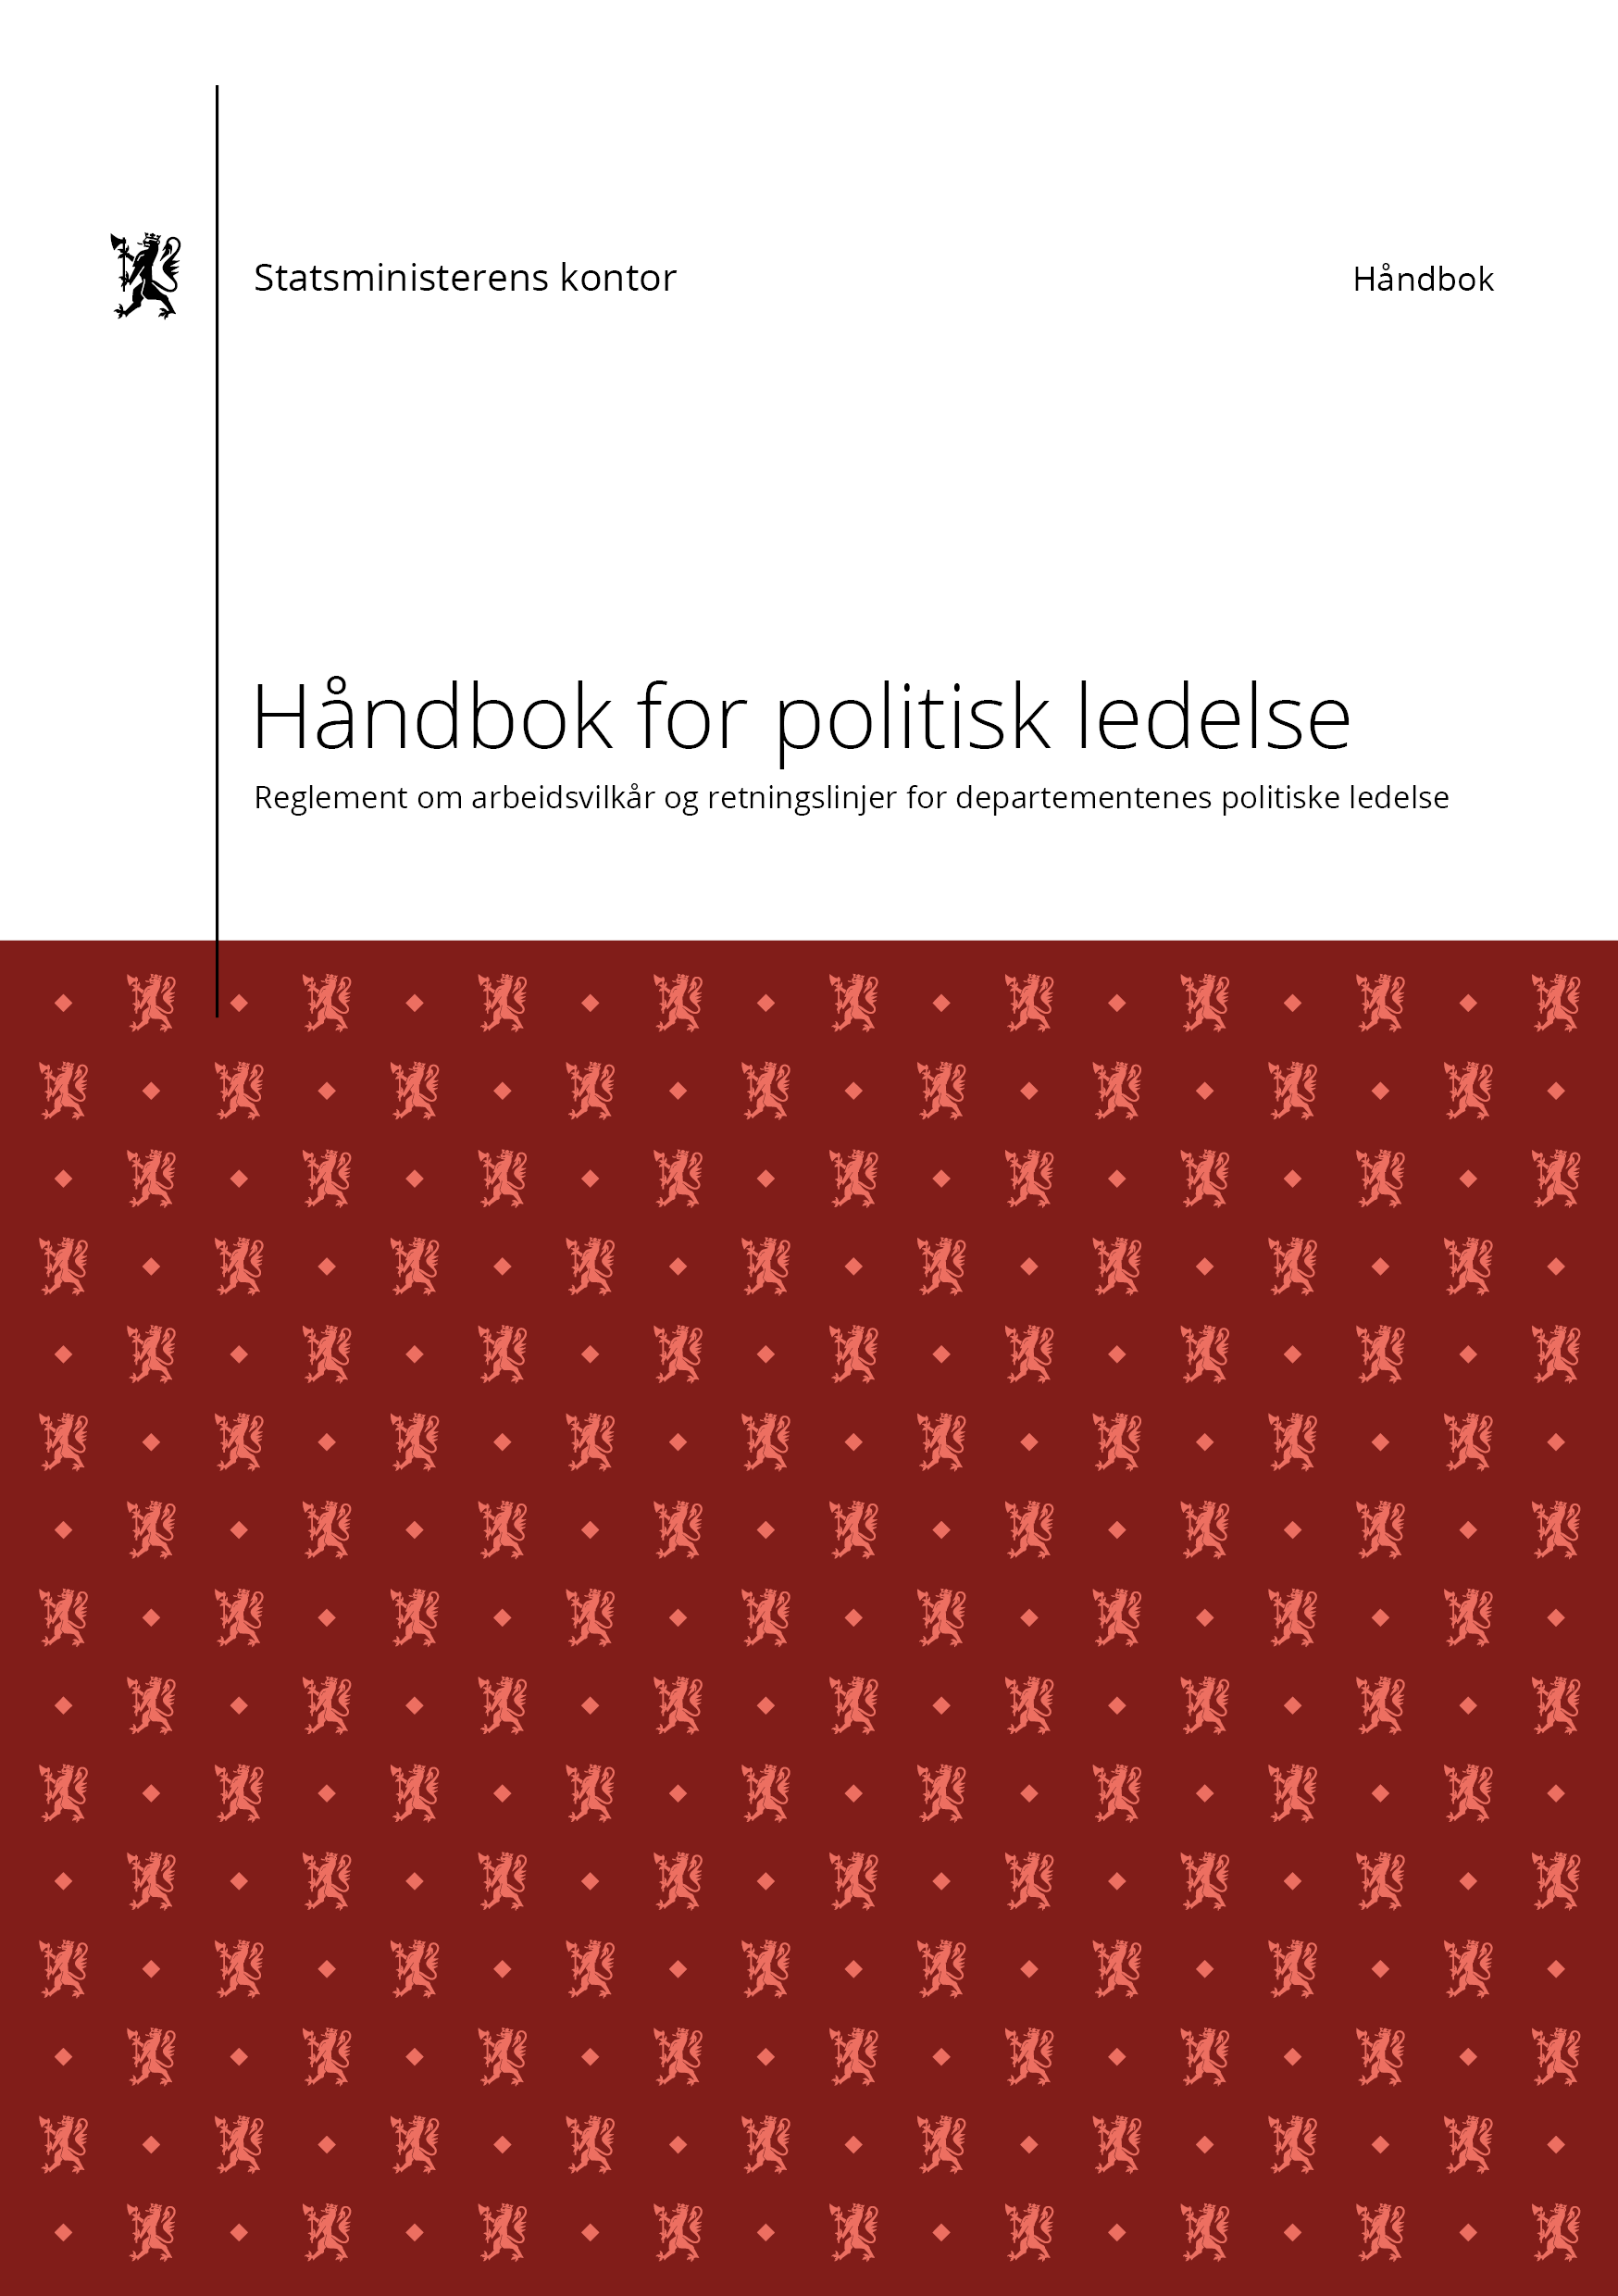 Statsministerens kontor
Håndbok
Håndbok for politisk ledelse
Reglement om arbeidsvilkår og retningslinjer for departementenes politiske ledelse